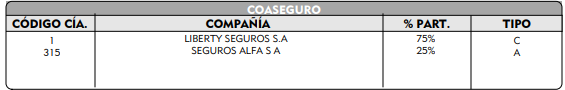 COASEGURO
CÓDIGO CÍA. COMPAÑÍA % PART. TIPO
1 LIBERTY SEGUROS S.A 75% C
315 SEGUROS ALFA S A 25% A